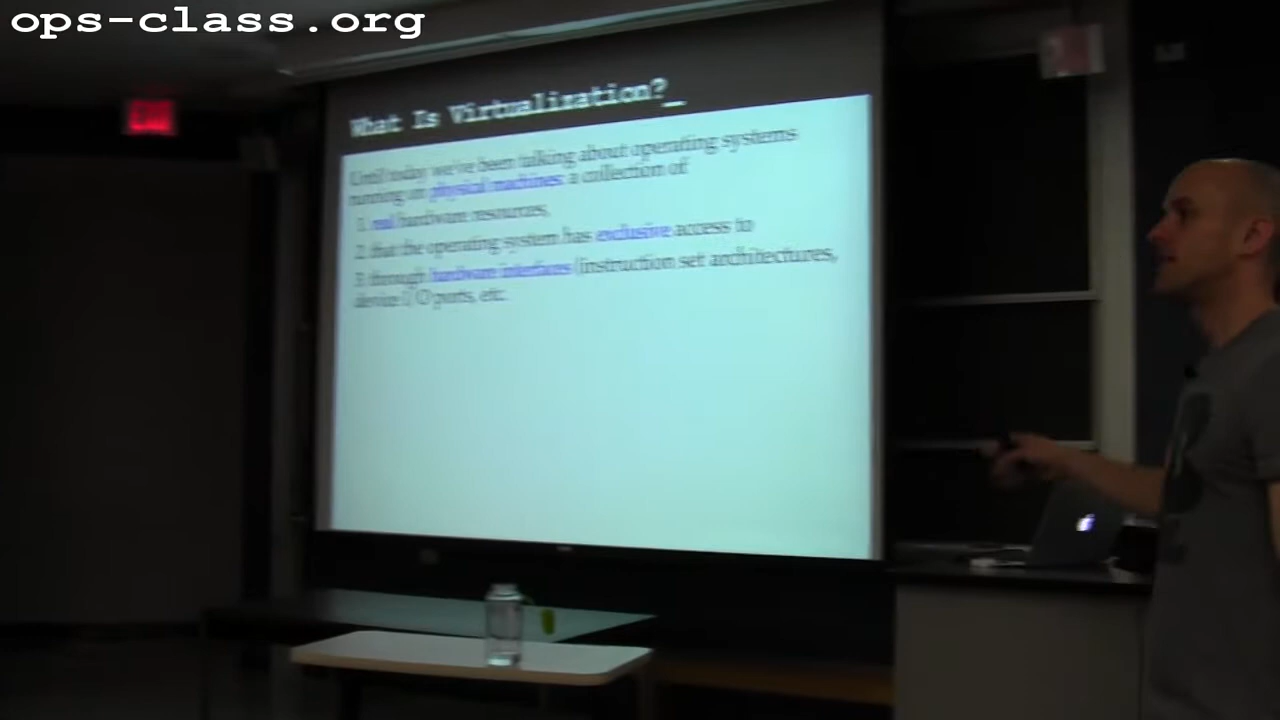 ops-class.org
What Is Virtualization?_
Until today we've been talking about operating systems
running on physical machines: a collection of
1. real hardware resources,
2. that the operating system has exclusive access to
3. through hardware interfaces (instruction set architectures,
device I/O ports, etc.